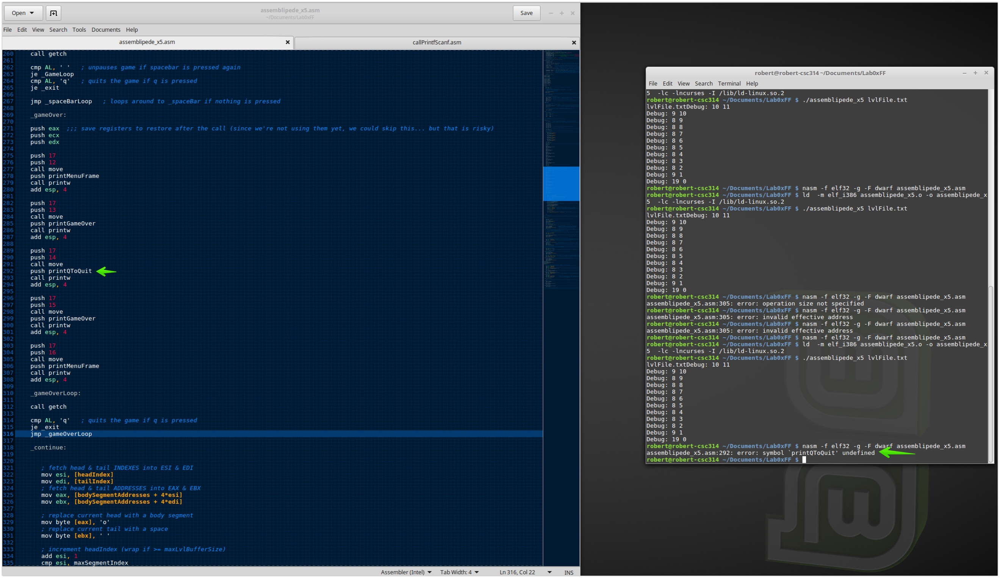 Open
assemblipede_x5.asm
~/Documents/Lab0xFF
Save
File Edit View Search Tools Documents Help
assemblipede_x5.asm
callPrintfScanf.asm
260 call getch
261
262 cmp AL, ' ' ; unpauses game if spacebar is pressed again
263 je _GameLoop
264 cmp AL, 'q' ; quits the game if q is pressed
265 je _exit
266
267 jmp _spaceBarLoop ; loops around to _spaceBar if nothing is pressed
268
269 _gameOver:
270
271 push eax ;;; save registers to restore after the call (since we're not using them yet, we could skip this... but that is risky)
272 push ecx
273 push edx
274
275 push 17
276 push 12
277 call move
278 push printMenuFrame
279 call printw
280 add esp, 4
281
282 push 17
283 push 13
284 call move
285 push printGameOver
286 call printw
287 add esp, 4
288
289 push 17
290 push 14
291 call move
292 push printQToQuit
293 call printw
294 add esp, 4
295
296 push 17
297 push 15
298 call move
299 push printGameOver
300 call printw
301 add esp, 4
302
303 push 17
304 push 16
305 call move
306 push printMenuFrame
307 call printw
308 add esp, 4
309
310 _gameOverLoop:
311
312 call getch
313
314 cmp AL, 'q' ; quits the game if q is pressed
315 je _exit
316 jmp _gameOverLoop
317
318 _continue:
319
320
321 ; fetch head & tail INDEXES into ESI & EDI
322 mov esi, [headIndex]
323 mov edi, [tailIndex]
324 ; fetch head & tail ADDRESSES into EAX & EBX
325 mov eax, [bodySegmentAddresses + 4*esi]
326 mov ebx, [bodySegmentAddresses + 4*edi]
327
328 ; replace current head with a body segment
329 mov byte [eax], 'o'
330 ; replace current tail with a space
331 mov byte [ebx], ' '
332
333 ; increment headIndex (wrap if >= maxLvlBufferSize)
334 add esi, 1
335 cmp esi, maxSegmentIndex
Assembler (Intel) Tab Width: 4 Ln 316, Col 22 INS
robert@robert-csc314 ~/Documents/Lab0xFF
File Edit View Search Terminal Help
5 -lc -lncurses -I /lib/ld-linux.so.2
robert@robert-csc314 ~/Documents/Lab0xFF $ ./assemblipede_x5 lvlFile.txt
lvlFile.txtDebug: 10 11
Debug: 9 10
Debug: 8 9
Debug: 8 8
Debug: 8 7
Debug: 8 6
Debug: 8 5
Debug: 8 4
Debug: 8 3
Debug: 8 2
Debug: 9 1
Debug: 19 0
robert@robert-csc314 ~/Documents/Lab0xFF $ nasm -f elf32 -g -F dwarf assemblipede_x5.asm
robert@robert-csc314 ~/Documents/Lab0xFF $ ld -m elf_i386 assemblipede_x5.o -o assemblipede_x
5 -lc -lncurses -I /lib/ld-linux.so.2
robert@robert-csc314 ~/Documents/Lab0xFF $ ./assemblipede_x5 lvlFile.txt
lvlFile.txtDebug: 10 11
Debug: 9 10
Debug: 8 9
Debug: 8 8
Debug: 8 7
Debug: 8 6
Debug: 8 5
Debug: 8 4
Debug: 8 3
Debug: 8 2
Debug: 9 1
Debug: 19 0
robert@robert-csc314 ~/Documents/Lab0xFF $ nasm -f elf32 -g -F dwarf assemblipede_x5.asm
assemblipede_x5.asm:305: error: operation size not specified
robert@robert-csc314 ~/Documents/Lab0xFF $ nasm -f elf32 -g -F dwarf assemblipede_x5.asm
assemblipede_x5.asm:305: error: invalid effective address
robert@robert-csc314 ~/Documents/Lab0xFF $ nasm -f elf32 -g -F dwarf assemblipede_x5.asm
assemblipede_x5.asm:305: error: invalid effective address
robert@robert-csc314 ~/Documents/Lab0xFF $ nasm -f elf32 -g -F dwarf assemblipede_x5.asm
robert@robert-csc314 ~/Documents/Lab0xFF $ ld -m elf_i386 assemblipede_x5.o -o assemblipede_x
5 -lc -lncurses -I /lib/ld-linux.so.2
robert@robert-csc314 ~/Documents/Lab0xFF $ ./assemblipede_x5 lvlFile.txt
lvlFile.txtDebug: 10 11
Debug: 9 10
Debug: 8 9
Debug: 8 8
Debug: 8 7
Debug: 8 6
Debug: 8 5
Debug: 8 4
Debug: 8 3
Debug: 8 2
Debug: 9 1
Debug: 19 0
robert@robert-csc314 ~/Documents/Lab0xFF $ nasm -f elf32 -g -F dwarf assemblipede_x5.asm
assemblipede_x5.asm:292: error: symbol `printQToQuit' undefined
robert@robert-csc314 ~/Documents/Lab0xFF $